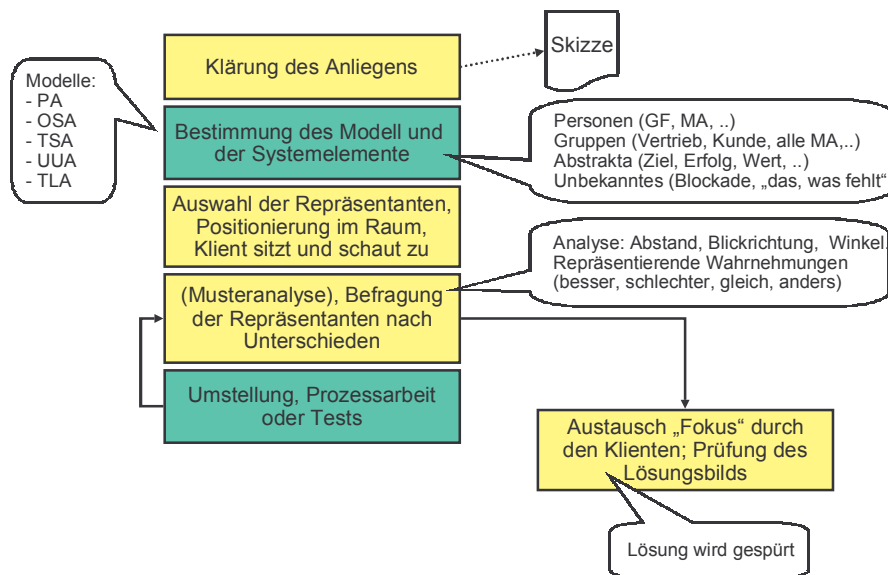 Klärung des Anliegens
Skizze
Modelle:
- PA
- OSA
- TSA
- UUA
- TLA
Bestimmung des Modell und
der Systemelemente
Personen (GF, MA, ..)
Gruppen (Vertrieb, Kunde, alle MA,..)
Abstrakta (Ziel, Erfolg, Wert, ..)
Unbekanntes (Blockade, „das, was fehlt“
Auswahl der Repräsentanten,
Positionierung im Raum,
Klient sitzt und schaut zu
Analyse: Abstand, Blickrichtung, Winkel.
Repräsentierende Wahrnehmungen
(besser, schlechter, gleich, anders)
(Musteranalyse), Befragung
der Repräsentanten nach
Unterschieden
Umstellung, Prozessarbeit
oder Tests
Austausch „Fokus“ durch
den Klienten; Prüfung des
Lösungsbilds
Lösung wird gespürt